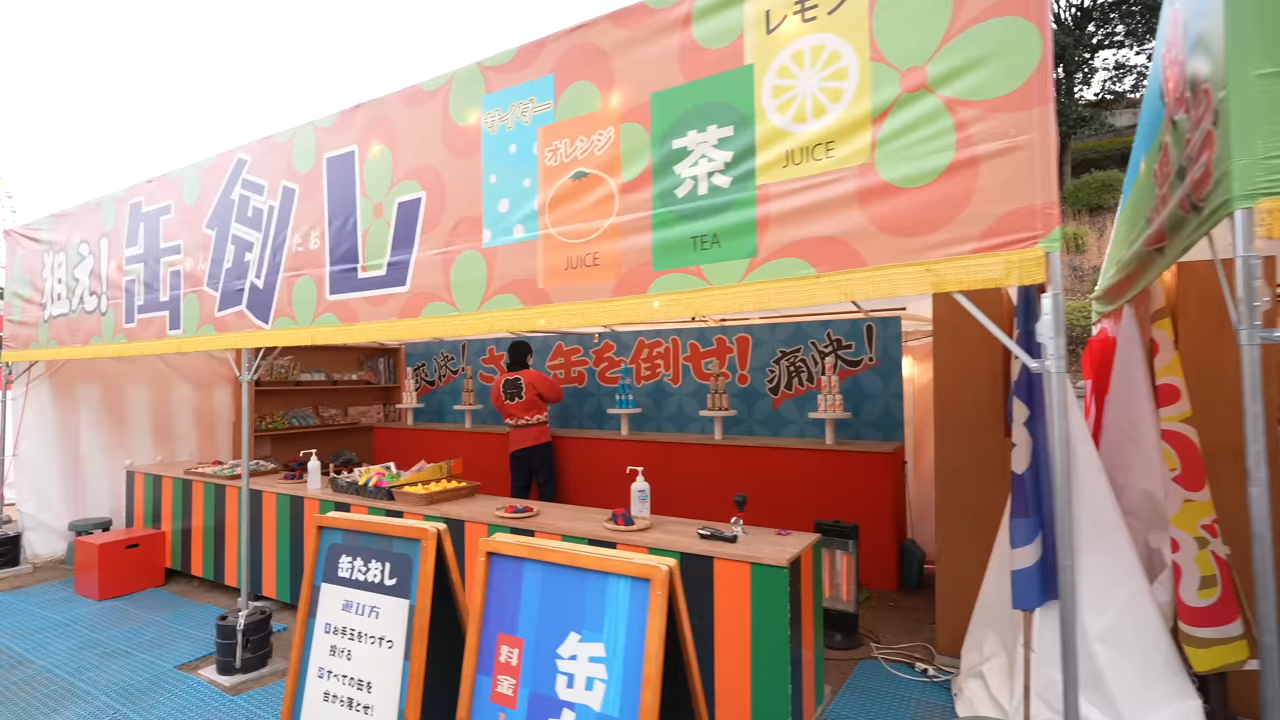 狙え!
缶倒し
たお
サイダー
オレンジ
JUICE
茶
TEA
レモン
JUICE
爽快!
缶を倒せ!
痛快!
祭
缶たおし
遊び方
1お手玉を1つずつ
投げる
2すべての缶を
台から落とせ!
料金
缶